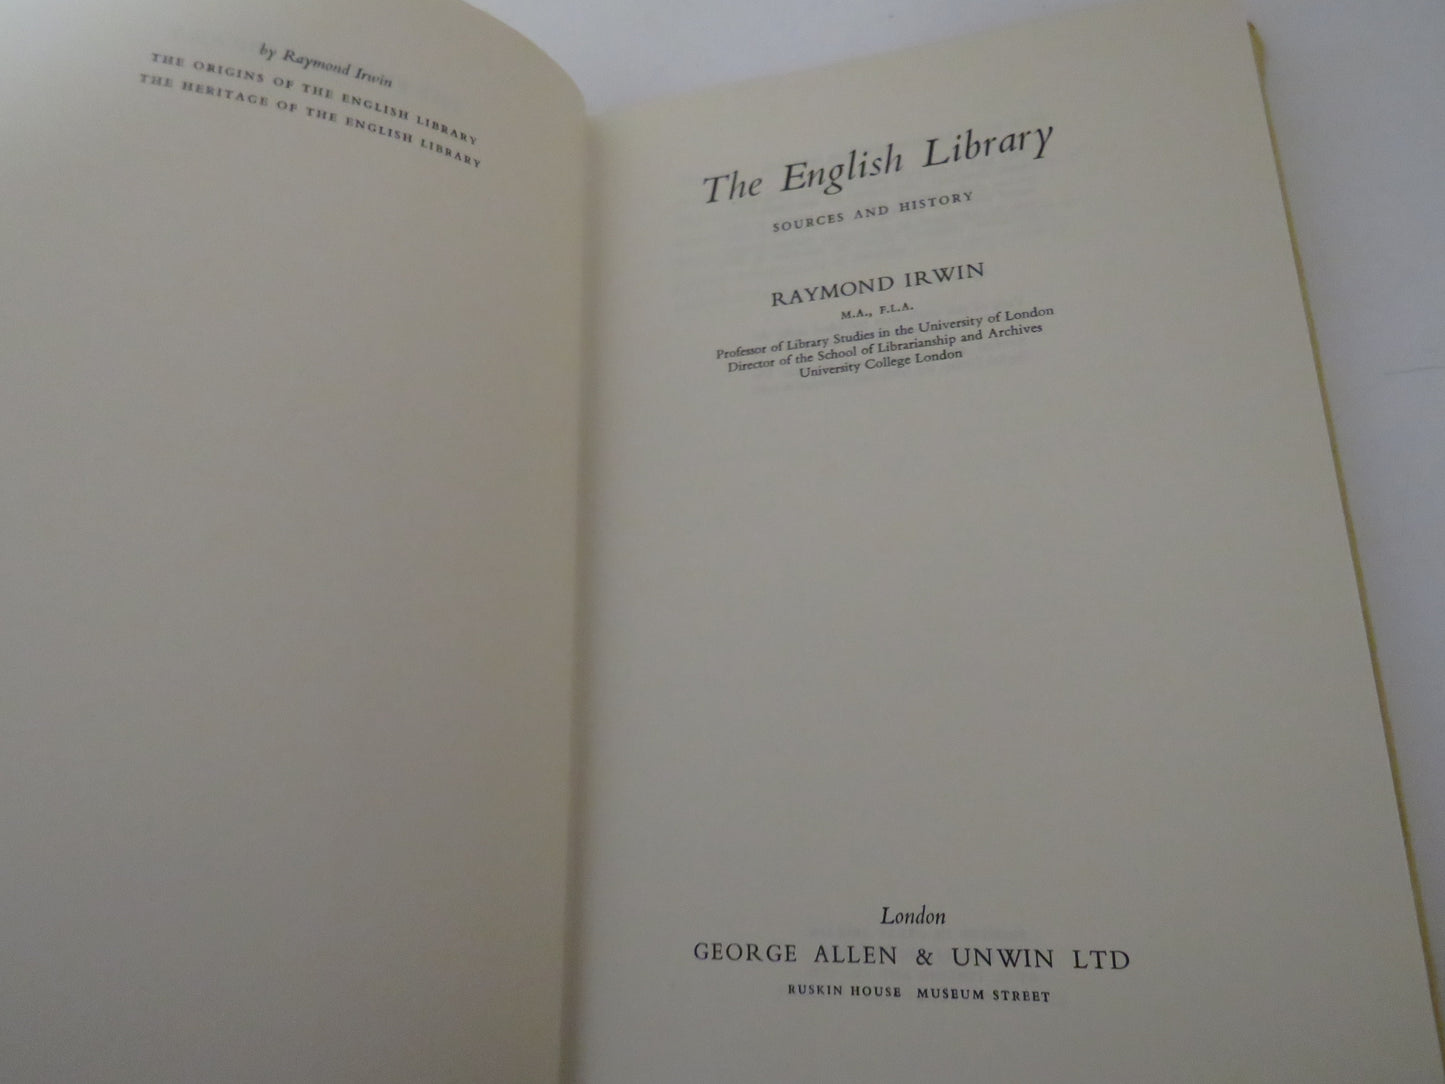 by Raymond Irwin
THE ORIGINS OF THE ENGLISH LIBRARY
THE HERITAGE OF THE ENGLISH LIBRARY
The English Library
SOURCES AND HISTORY
RAYMOND IRWIN
M.A., F.L.A.
Professor of Library Studies in the University of London
Director of the School of Librarianship and Archives
University College London
London
GEORGE ALLEN & UNWIN LTD
RUSKIN HOUSE MUSEUM STREET